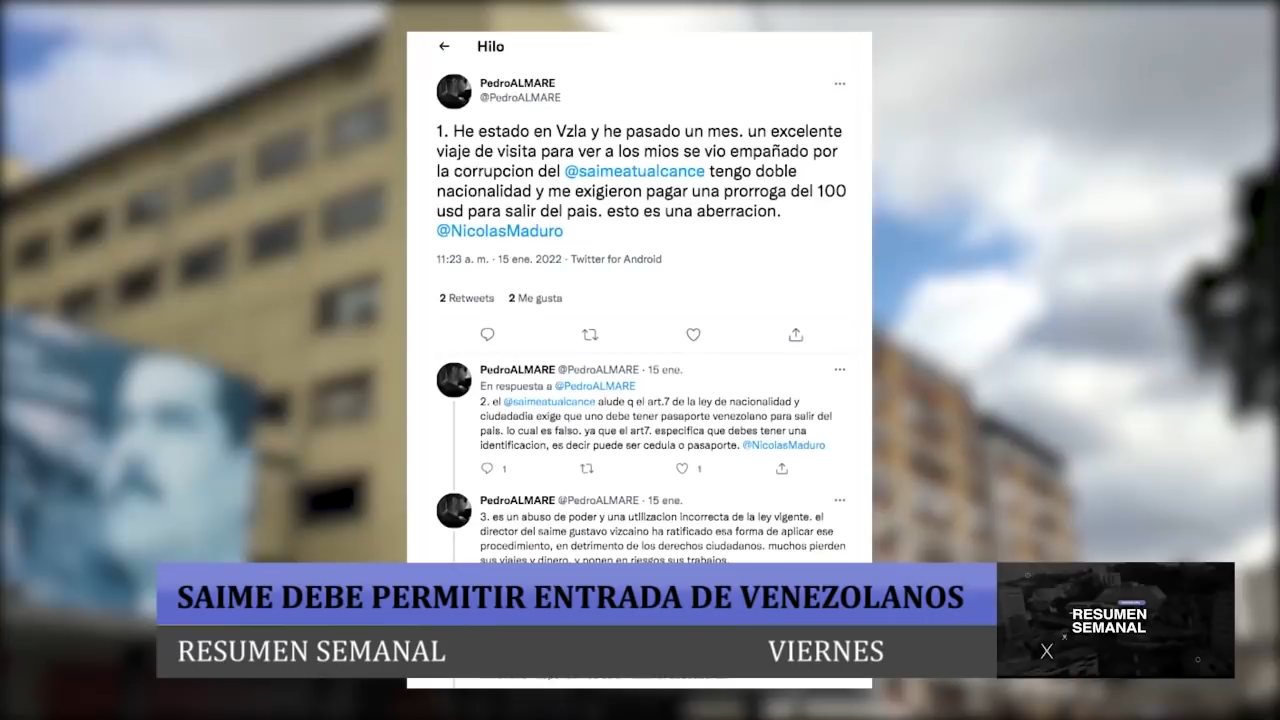 Hilo
PedroALMARE
@PedroALMARE
1. He estado en Vzla y he pasado un mes. un excelente
viaje de visita para ver a los mios se vio empañado por
la corrupcion del @saimeatualcance tengo doble
nacionalidad y me exigieron pagar una prorroga del 100
usd para salir del pais. esto es una aberracion.
@NicolasMaduro
11:23 a. m. · 15 ene. 2022 · Twitter for Android
2 Retweets 2 Me gusta
PedroALMARE @PedroALMARE · 15 ene.
En respuesta a @PedroALMARE
2. el @saimeatualcance alude q el art.7 de la ley de nacionalidad y
ciudadadia exige que uno debe tener pasaporte venezolano para salir del
pais. lo cual es falso. ya que el art7. especifica que debes tener una
identificacion, es decir puede ser cedula o pasaporte. @NicolasMaduro
1 1
PedroALMARE @PedroALMARE · 15 ene.
3. es un abuso de poder y una utilizacion incorrecta de la ley vigente. el
director del saime gustavo vizcaino ha ratificado esa forma de aplicar ese
procedimiento, en detrimento de los derechos ciudadanos. muchos pierden
sus viajes y dinero. y ponen en riesgos sus trabajos.
SAIME DEBE PERMITIR ENTRADA DE VENEZOLANOS
RESUMEN SEMANAL VIERNES
RESUMEN
SEMANAL